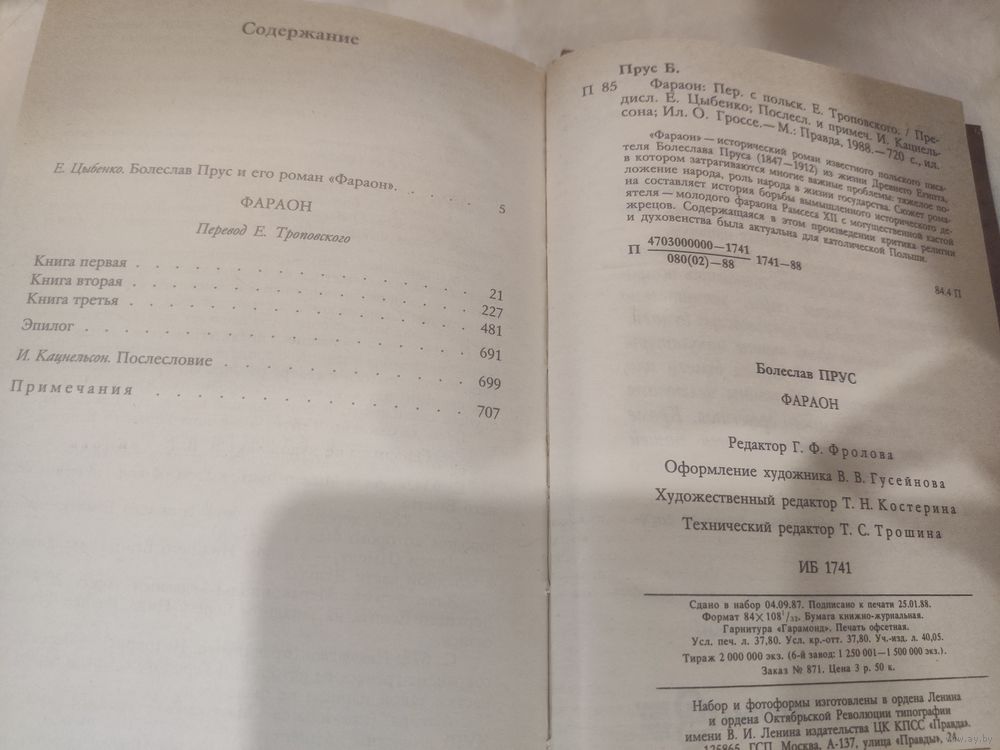 Содержание
Е. Цыбенко. Болеслав Прус и его роман «Фараон». . . . . 5
ФАРАОН
Перевод Е. Троповского
Книга первая . . . . . . . . . . . . . . 21
Книга вторая . . . . . . . . . . . . . . 227
Книга третья . . . . . . . . . . . . . . 481
Эпилог . . . . . . . . . . . . . . . . 691
И. Кацнельсон. Послесловие . . . . . . . . . . 699
Примечания . . . . . . . . . . . . . . 707
Прус Б.
П 85 Фараон: Пер. с польск. Е. Троповского. / Пре-
дисл. Е. Цыбенко; Послесл. и примеч. И. Кацнель-
сона; Ил. О. Гроссе.— М.: Правда, 1988.—720 с., ил.
«Фараон» — исторический роман известного польского писа-
теля Болеслава Пруса (1847—1912) из жизни Древнего Египта,
в котором затрагиваются многие важные проблемы: тяжелое по-
ложение народа, роль народа в жизни государства. Сюжет рома-
на составляет история борьбы вымышленного исторического де-
ятеля — молодого фараона Рамсеса XII с могущественной кастой
жрецов. Содержащаяся в этом произведении критика религии
и духовенства была актуальна для католической Польши.
П 4703000000—1741
080(02)—88 1741—88
84.4 П
Болеслав ПРУС
ФАРАОН
Редактор Г. Ф. Фролова
Оформление художника В. В. Гусейнова
Художественный редактор Т. Н. Костерина
Технический редактор Т. С. Трошина
ИБ 1741
Сдано в набор 04.09.87. Подписано к печати 25.01.88.
Формат 84×108¹/₃₂. Бумага книжно-журнальная.
Гарнитура «Гарамонд». Печать офсетная.
Усл. печ. л. 37,80. Усл. кр.-отт. 37,80. Уч.-изд. л. 40,05.
Тираж 2 000 000 экз. (6-й завод: 1 250 001—1 500 000 экз.).
Заказ № 871. Цена 3 р. 50 к.
Набор и фотоформы изготовлены в ордена Ленина
и ордена Октябрьской Революции типографии
имени В. И. Ленина издательства ЦК КПСС «Правда».
125865, ГСП, Москва, А-137, улица «Правды», 24.
www.ay.by